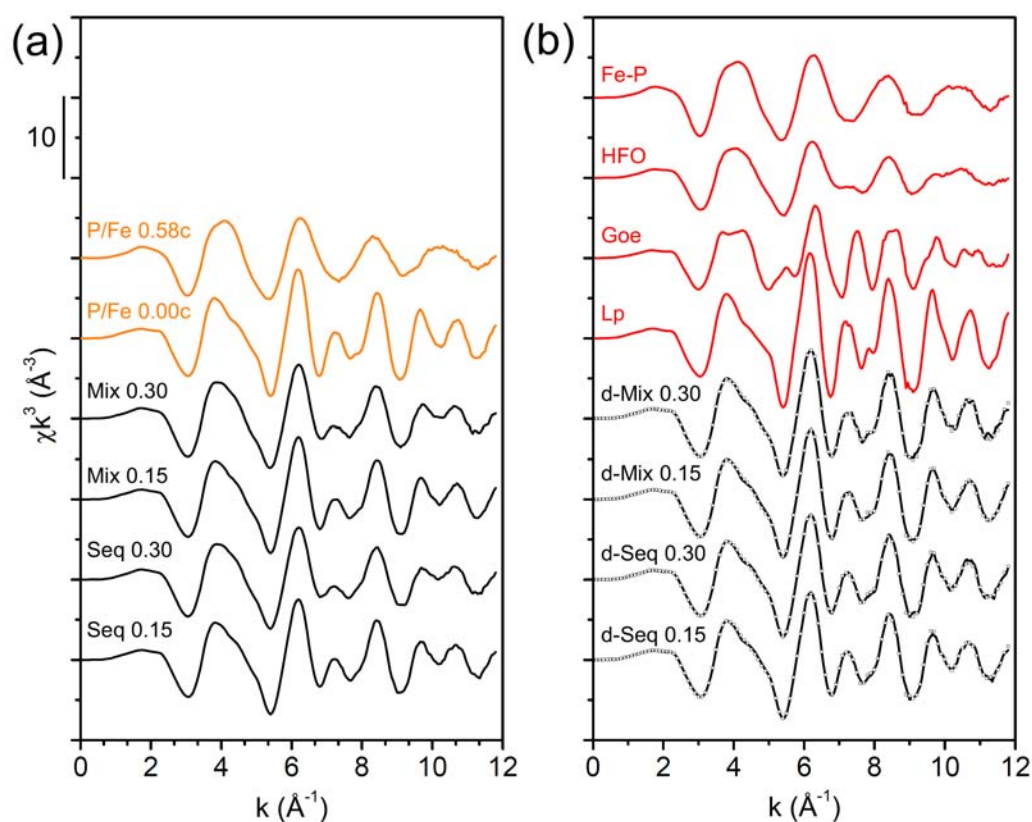 (a)
10
P/Fe 0.58c
P/Fe 0.00c
Mix 0.30
Mix 0.15
Seq 0.30
Seq 0.15
χk³ (Å⁻³)
0 2 4 6 8 10 12
k (Å⁻¹)
(b)
Fe-P
HFO
Goe
Lp
d-Mix 0.30
d-Mix 0.15
d-Seq 0.30
d-Seq 0.15
0 2 4 6 8 10 12
k (Å⁻¹)